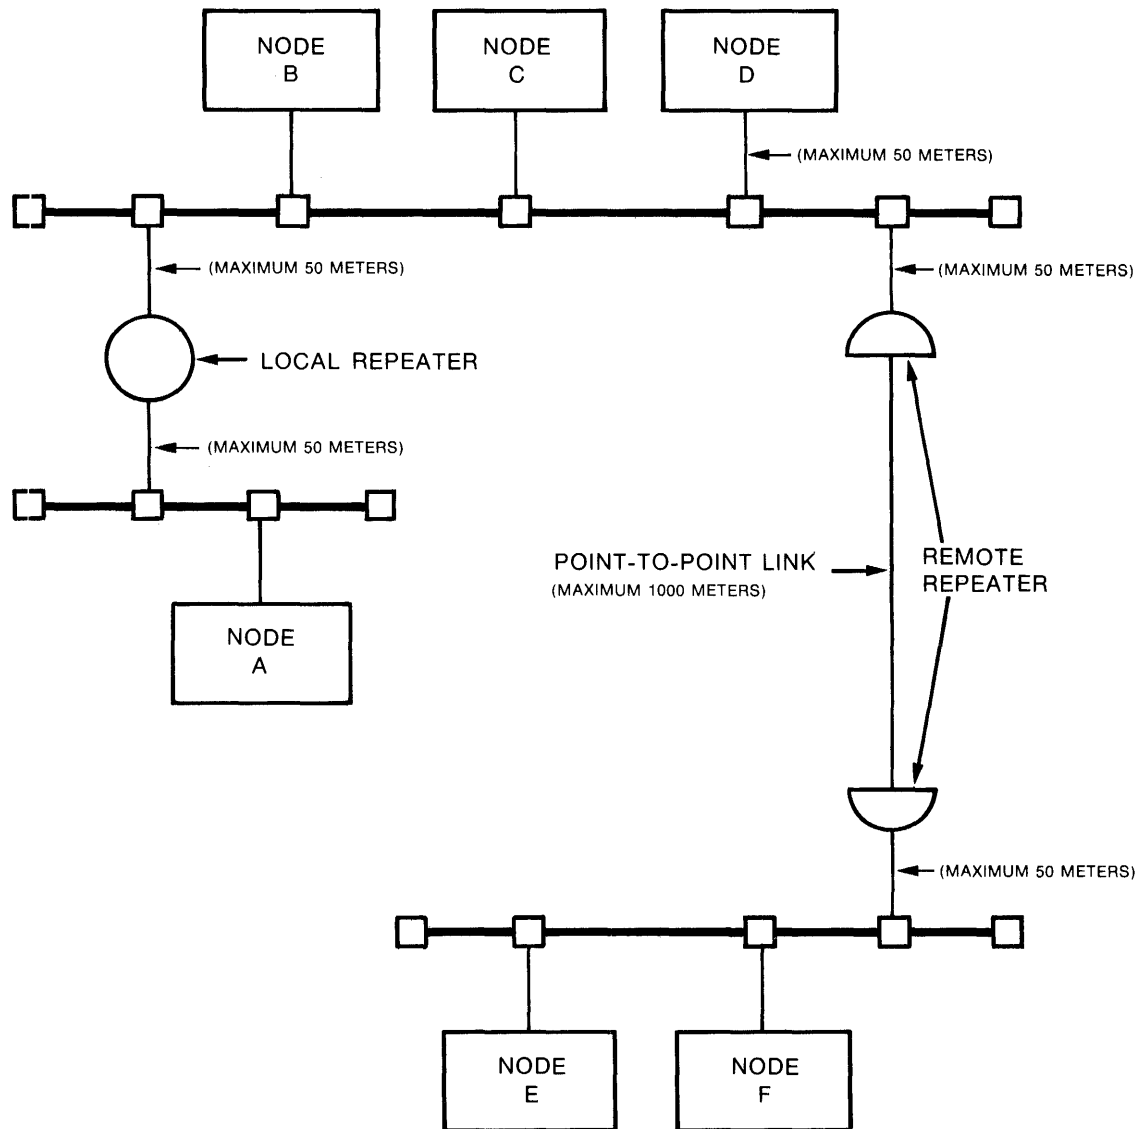 NODE
B
NODE
C
NODE
D
(MAXIMUM 50 METERS)
(MAXIMUM 50 METERS)
(MAXIMUM 50 METERS)
LOCAL REPEATER
(MAXIMUM 50 METERS)
POINT-TO-POINT LINK
(MAXIMUM 1000 METERS)
REMOTE
REPEATER
NODE
A
(MAXIMUM 50 METERS)
NODE
E
NODE
F